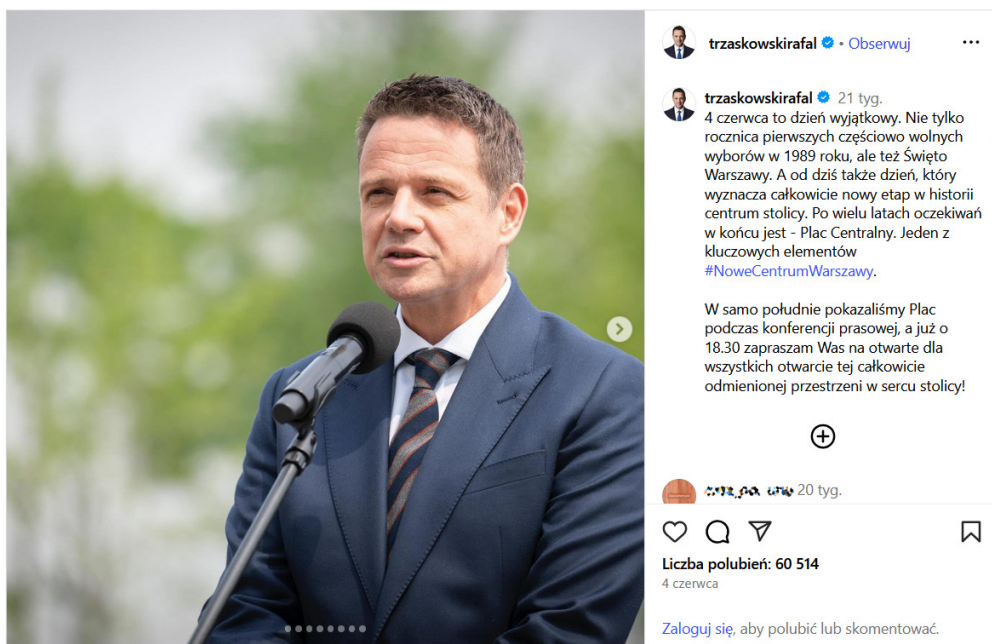 trzaskowskirafal • Obserwuj
trzaskowskirafal 21 tyg.
4 czerwca to dzień wyjątkowy. Nie tylko
rocznica pierwszych częściowo wolnych
wyborów w 1989 roku, ale też Święto
Warszawy. A od dziś także dzień, który
wyznacza całkowicie nowy etap w historii
centrum stolicy. Po wielu latach oczekiwań
w końcu jest - Plac Centralny. Jeden z
kluczowych elementów
#NoweCentrumWarszawy.
W samo południe pokazaliśmy Plac
podczas konferencji prasowej, a już o
18.30 zapraszam Was na otwarte dla
wszystkich otwarcie tej całkowicie
odmienionej przestrzeni w sercu stolicy!
20 tyg.
Liczba polubień: 60 514
4 czerwca
Zaloguj się, aby polubić lub skomentować.